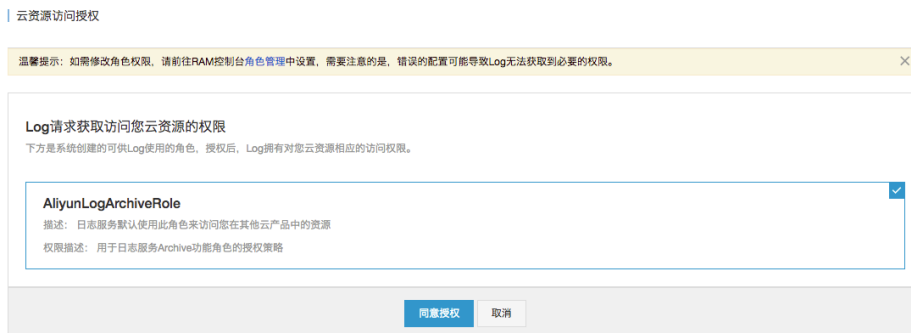 云资源访问授权
温馨提示：如需修改角色权限，请前往RAM控制台角色管理中设置，需要注意的是，错误的配置可能导致Log无法获取到必要的权限。
Log请求获取访问您云资源的权限
下方是系统创建的可供Log使用的角色，授权后，Log拥有对您云资源相应的访问权限。
AliyunLogArchiveRole
描述： 日志服务默认使用此角色来访问您在其他云产品中的资源
权限描述： 用于日志服务Archive功能角色的授权策略
同意授权 取消